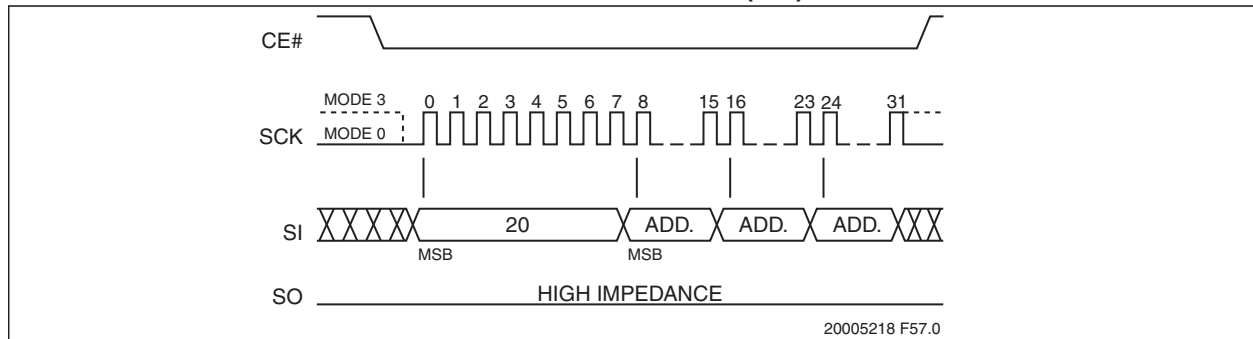 CE#
MODE 3
0 1 2 3 4 5 6 7 8 15 16 23 24 31
SCK
MODE 0
SI
20
ADD.
ADD.
ADD.
MSB
MSB
SO
HIGH IMPEDANCE
20005218 F57.0